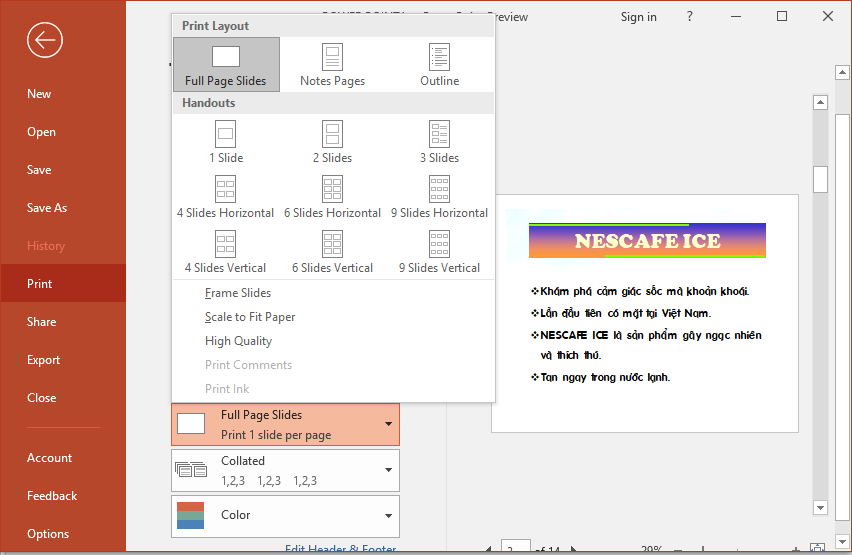 Preview
Sign in
?
New
Open
Save
Save As
History
Print
Share
Export
Close
Account
Feedback
Options
Print Layout
Full Page Slides
Notes Pages
Outline
Handouts
1 Slide
2 Slides
3 Slides
4 Slides Horizontal
6 Slides Horizontal
9 Slides Horizontal
4 Slides Vertical
6 Slides Vertical
9 Slides Vertical
Frame Slides
Scale to Fit Paper
High Quality
Print Comments
Print Ink
Full Page Slides
Print 1 slide per page
Collated
1,2,3 1,2,3 1,2,3
Color
Edit Header & Footer
NESCAFE ICE
❖Khám phá cảm giác sốc mà khoản khoái.
❖Lần đầu tiên có mặt tại Việt Nam.
❖NESCAFE ICE là sản phẩm gây ngạc nhiên
và thích thú.
❖Tan ngay trong nước lạnh.
of 14
29%